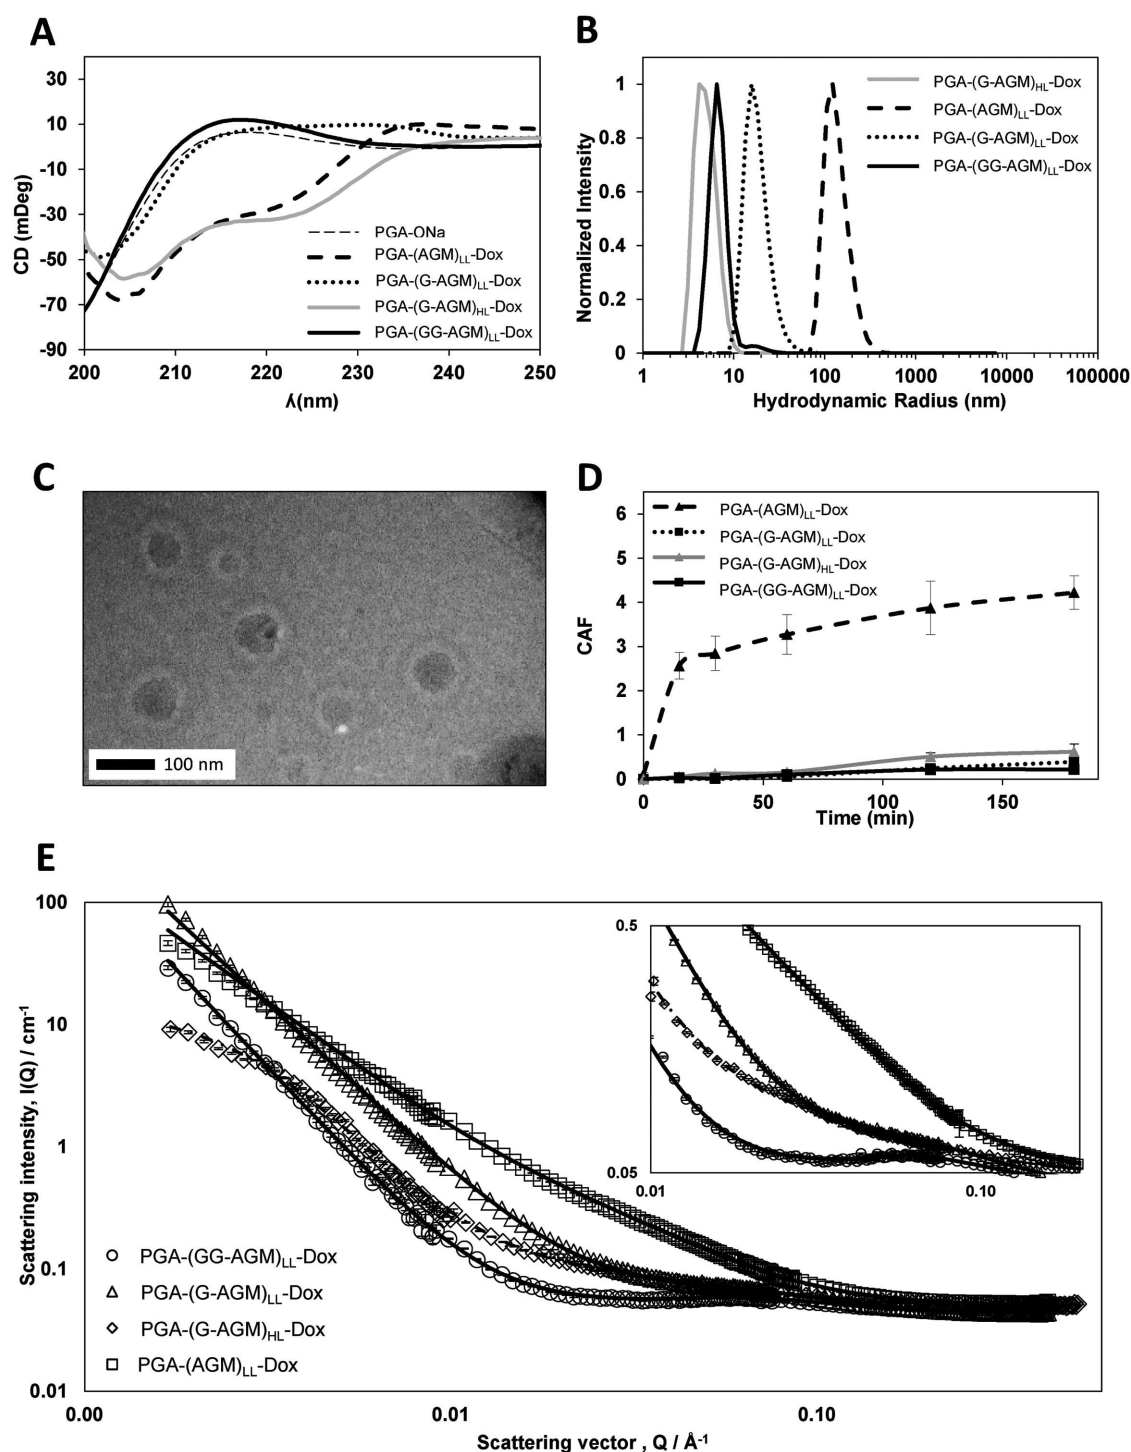 A
30
10
-10
-30
-50
-70
-90
CD (mDeg)
200
210
220
230
240
250
λ(nm)
PGA-ONa
PGA-(AGM)LL-Dox
PGA-(G-AGM)LL-Dox
PGA-(G-AGM)HL-Dox
PGA-(GG-AGM)LL-Dox
B
1
0.8
0.6
0.4
0.2
0
Normalized Intensity
1
10
100
1000
10000
100000
Hydrodynamic Radius (nm)
PGA-(G-AGM)HL-Dox
PGA-(AGM)LL-Dox
PGA-(G-AGM)LL-Dox
PGA-(GG-AGM)LL-Dox
C
100 nm
D
6
5
4
3
2
1
0
CAF
0
50
100
150
Time (min)
PGA-(AGM)LL-Dox
PGA-(G-AGM)LL-Dox
PGA-(G-AGM)HL-Dox
PGA-(GG-AGM)LL-Dox
E
100
10
1
0.1
0.01
Scattering intensity, I(Q) / cm-1
0.00
0.01
0.10
Scattering vector , Q / Å-1
PGA-(GG-AGM)LL-Dox
PGA-(G-AGM)LL-Dox
PGA-(G-AGM)HL-Dox
PGA-(AGM)LL-Dox
0.5
0.05
0.01
0.10